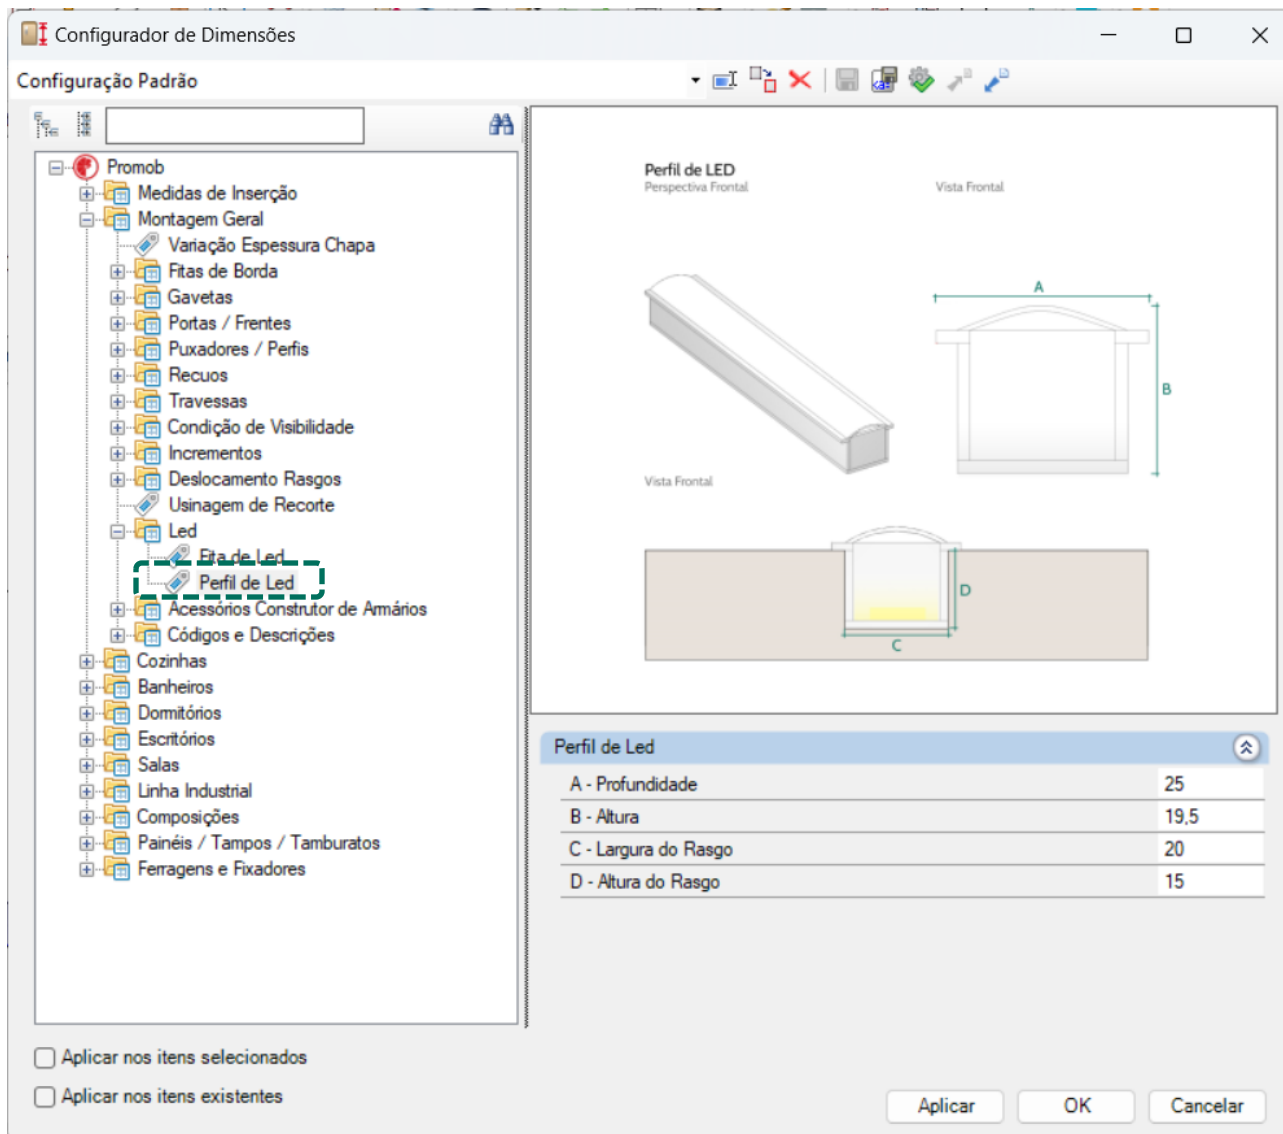 Configurador de Dimensões
Configuração Padrão
Promob
Medidas de Inserção
Montagem Geral
Variação Espessura Chapa
Fitas de Borda
Gavetas
Portas / Frentes
Puxadores / Perfis
Recuos
Travessas
Condição de Visibilidade
Incrementos
Deslocamento Rasgos
Usinagem de Recorte
Led
Fita de Led
Perfil de Led
Acessórios Construtor de Armários
Códigos e Descrições
Cozinhas
Banheiros
Dormitórios
Escritórios
Salas
Linha Industrial
Composições
Painéis / Tampos / Tamburatos
Ferragens e Fixadores
Perfil de LED
Perspectiva Frontal
Vista Frontal
A
B
Vista Frontal
D
C
Perfil de Led
A - Profundidade 25
B - Altura 19,5
C - Largura do Rasgo 20
D - Altura do Rasgo 15
Aplicar nos itens selecionados
Aplicar nos itens existentes
Aplicar OK Cancelar